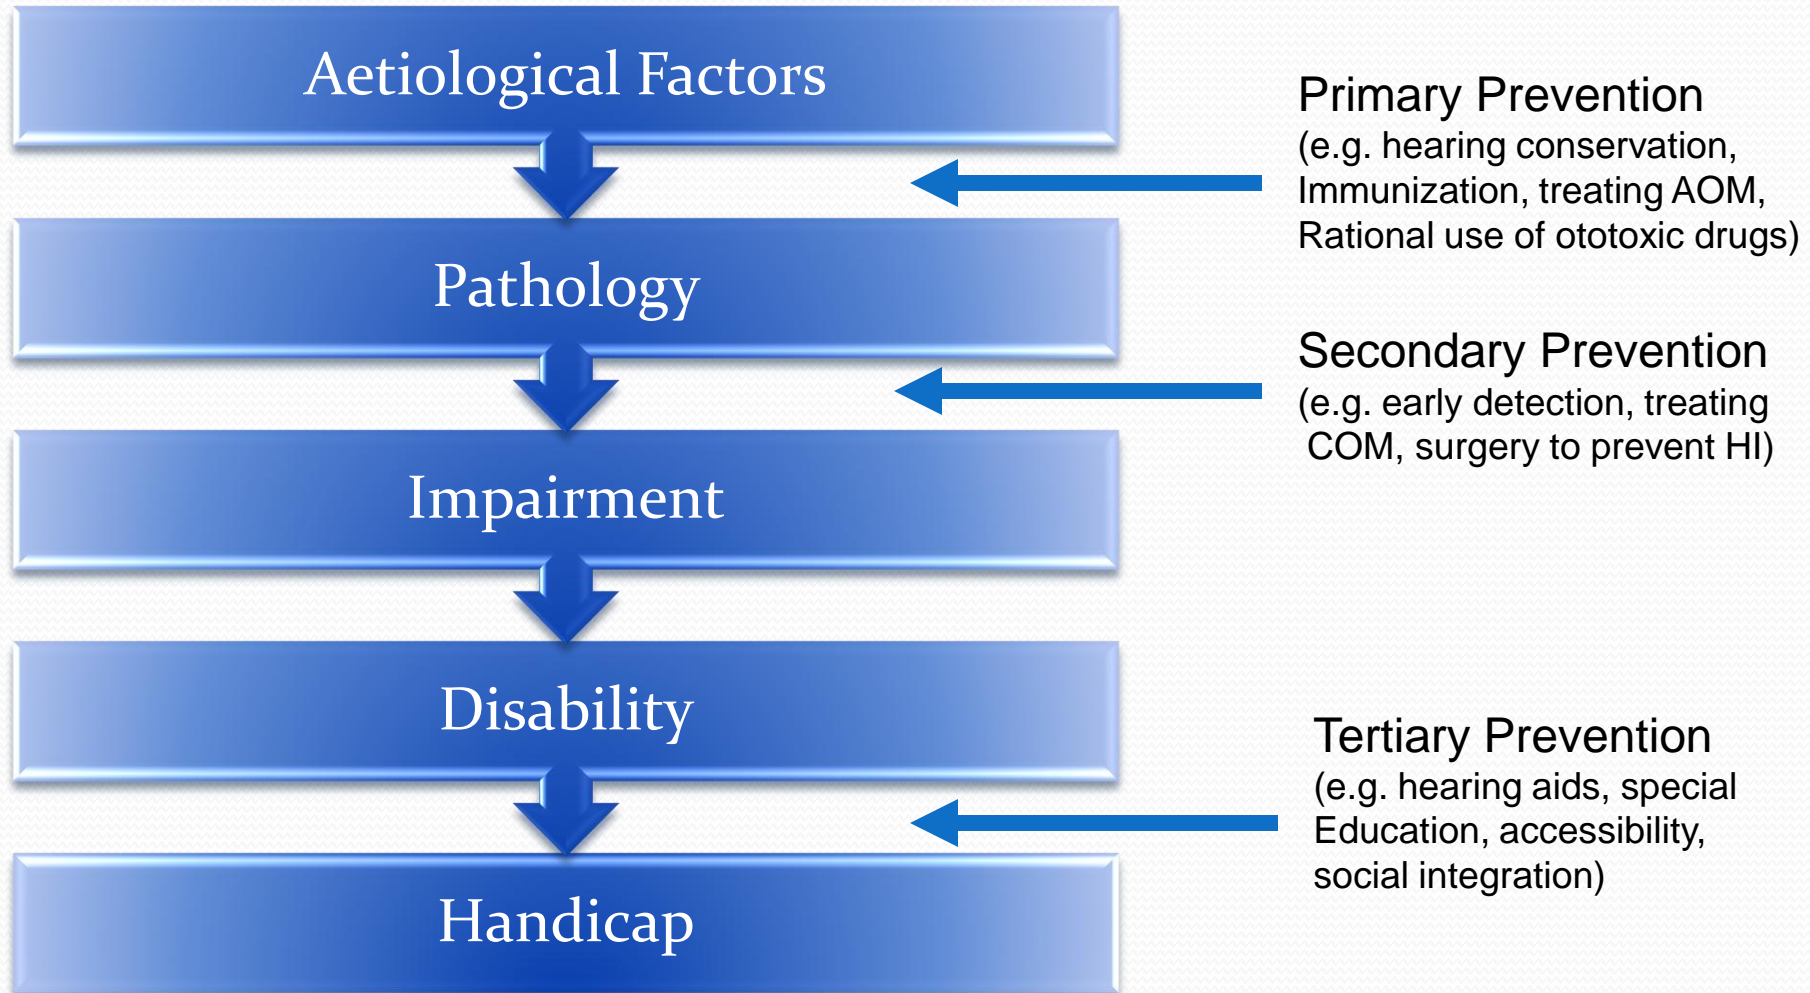 Aetiological Factors
Primary Prevention
(e.g. hearing conservation,
Immunization, treating AOM,
Rational use of ototoxic drugs)
Pathology
Secondary Prevention
(e.g. early detection, treating
COM, surgery to prevent HI)
Impairment
Disability
Tertiary Prevention
(e.g. hearing aids, special
Education, accessibility,
social integration)
Handicap